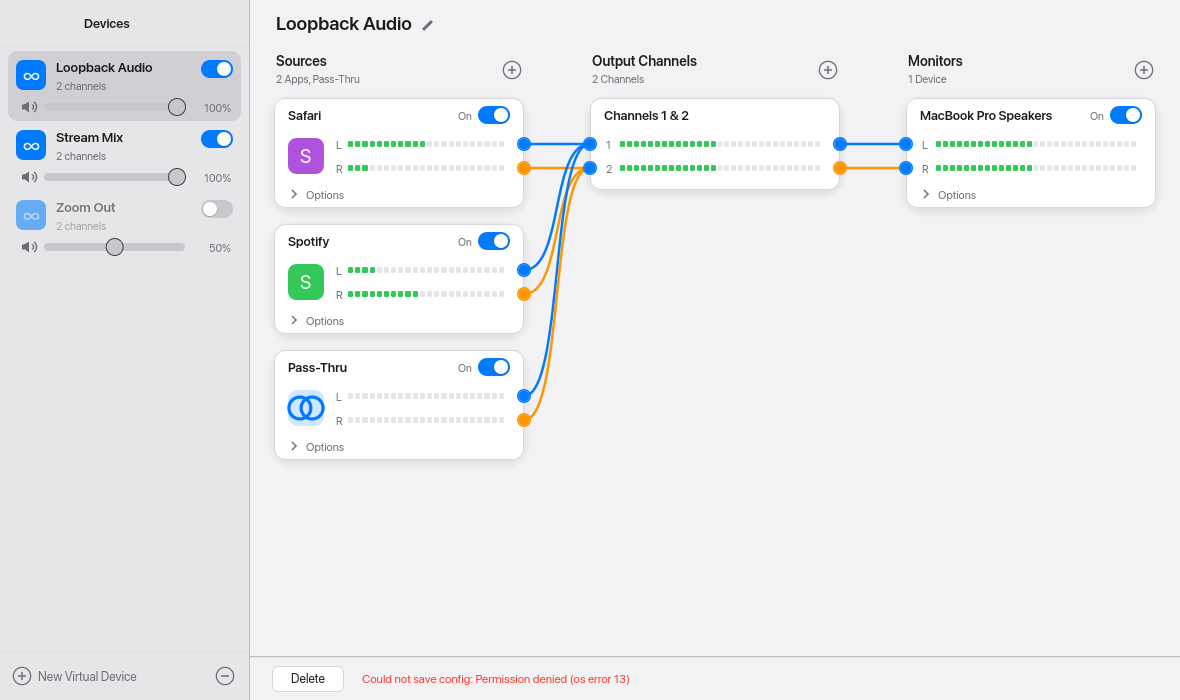 Devices
Loopback Audio
2 channels
100%
Stream Mix
2 channels
100%
Zoom Out
2 channels
50%
New Virtual Device
Loopback Audio
Sources
2 Apps, Pass-Thru
Safari On
S
L
R
Options
Spotify On
S
L
R
Options
Pass-Thru On
L
R
Options
Output Channels
2 Channels
Channels 1 & 2
1
2
Monitors
1 Device
MacBook Pro Speakers On
L
R
Options
Delete Could not save config: Permission denied (os error 13)